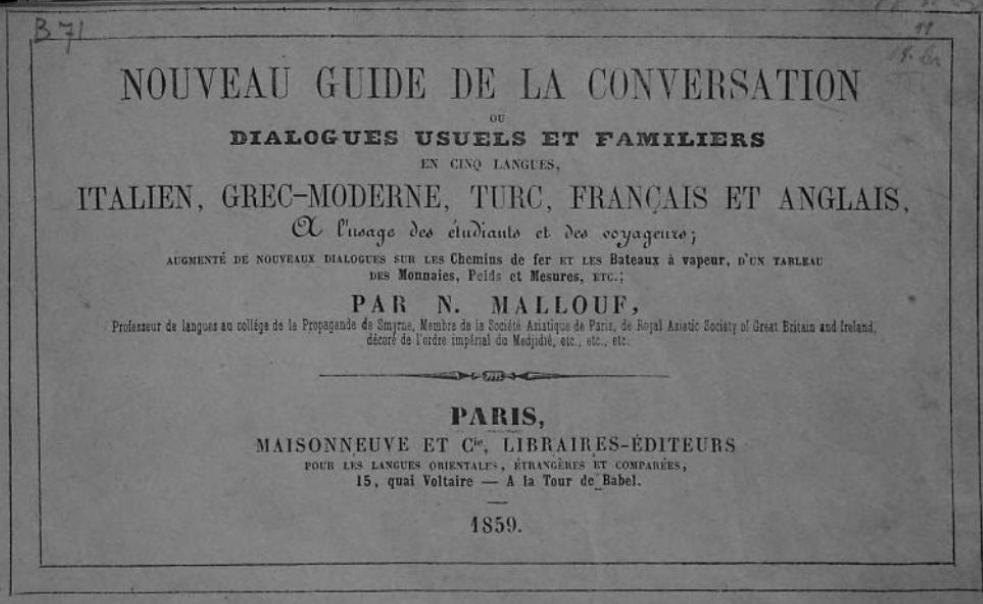 B 71
11
NOUVEAU GUIDE DE LA CONVERSATION
OU
DIALOGUES USUELS ET FAMILIERS
EN CINQ LANGUES,
ITALIEN, GREC-MODERNE, TURC, FRANÇAIS ET ANGLAIS,
A l'usage des étudiants et des voyageurs;
AUGMENTÉ DE NOUVEAUX DIALOGUES SUR LES Chemins de fer ET LES Bateaux à vapeur, D'UN TABLEAU
DES Monnaies, Poids et Mesures, ETC.;
PAR N. MALLOUF,
Professeur de langues au collége de la Propagande de Smyrne, Membre de la Société Asiatique de Paris, de Royal Asiatic Society of Great Britain and Ireland,
décoré de l'ordre impérial du Medjidié, etc., etc., etc.
PARIS,
MAISONNEUVE ET Cie, LIBRAIRES-ÉDITEURS
POUR LES LANGUES ORIENTALES, ÉTRANGÈRES ET COMPARÉES,
15, quai Voltaire — A la Tour de Babel.
1859.